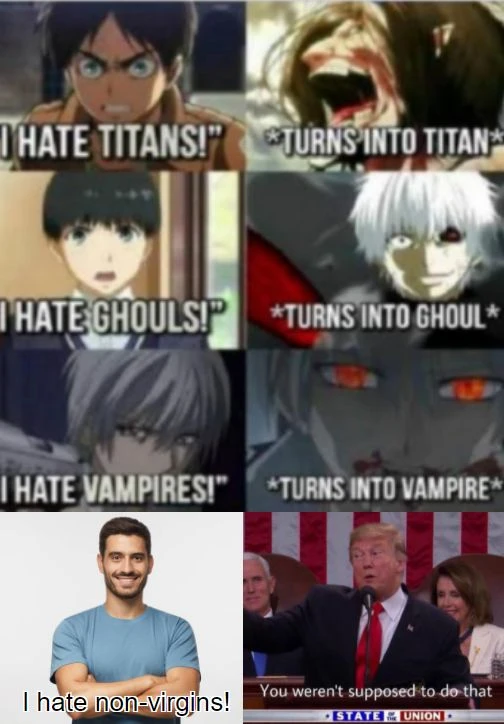 I HATE TITANS!”
*TURNS INTO TITAN*
I HATE GHOULS!”
*TURNS INTO GHOUL*
I HATE VAMPIRES!”
*TURNS INTO VAMPIRE*
I hate non-virgins!
You weren't supposed to do that
STATE OF THE UNION